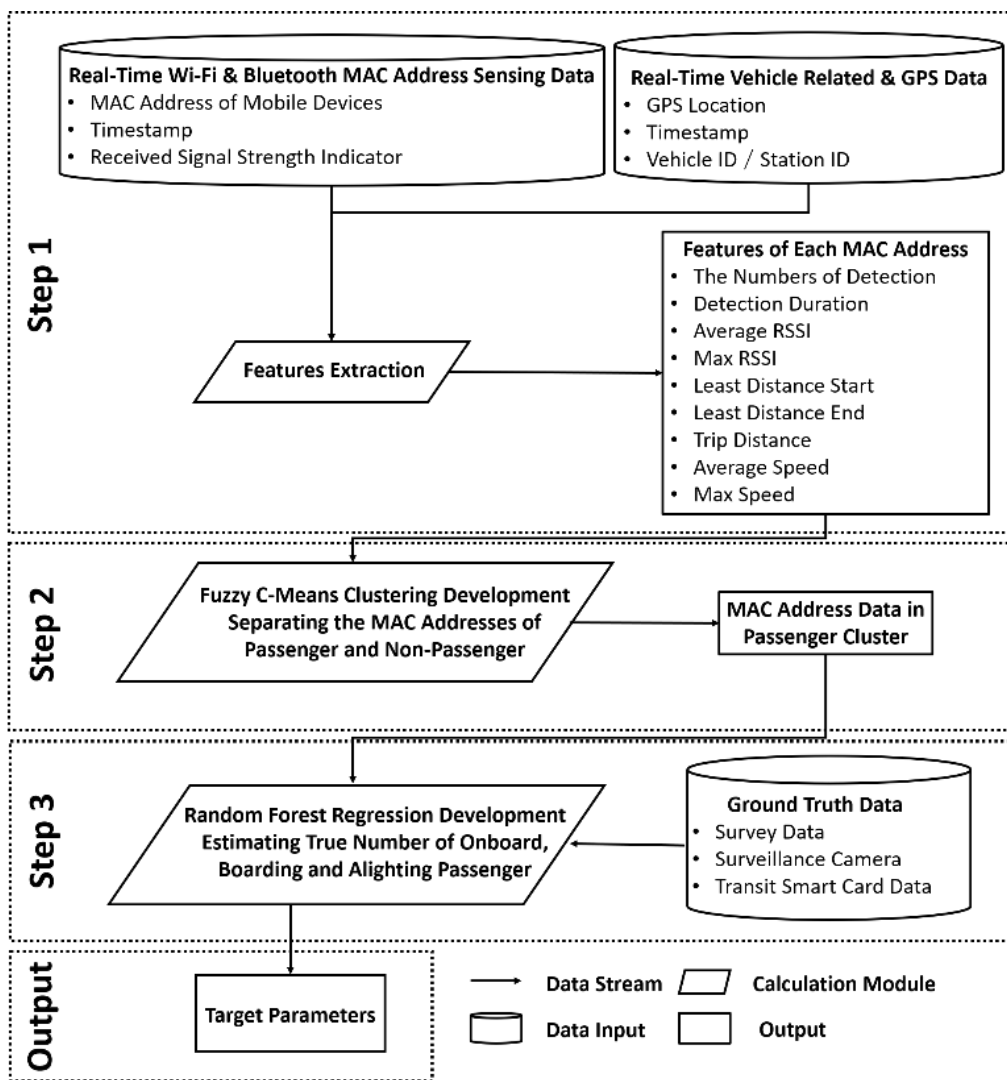 Step 1
Real-Time Wi-Fi & Bluetooth MAC Address Sensing Data
• MAC Address of Mobile Devices
• Timestamp
• Received Signal Strength Indicator
Real-Time Vehicle Related & GPS Data
• GPS Location
• Timestamp
• Vehicle ID / Station ID
Features Extraction
Features of Each MAC Address
• The Numbers of Detection
• Detection Duration
• Average RSSI
• Max RSSI
• Least Distance Start
• Least Distance End
• Trip Distance
• Average Speed
• Max Speed
Step 2
Fuzzy C-Means Clustering Development
Separating the MAC Addresses of
Passenger and Non-Passenger
MAC Address Data in
Passenger Cluster
Step 3
Random Forest Regression Development
Estimating True Number of Onboard,
Boarding and Alighting Passenger
Ground Truth Data
• Survey Data
• Surveillance Camera
• Transit Smart Card Data
Output
Target Parameters
Data Stream
Calculation Module
Data Input
Output